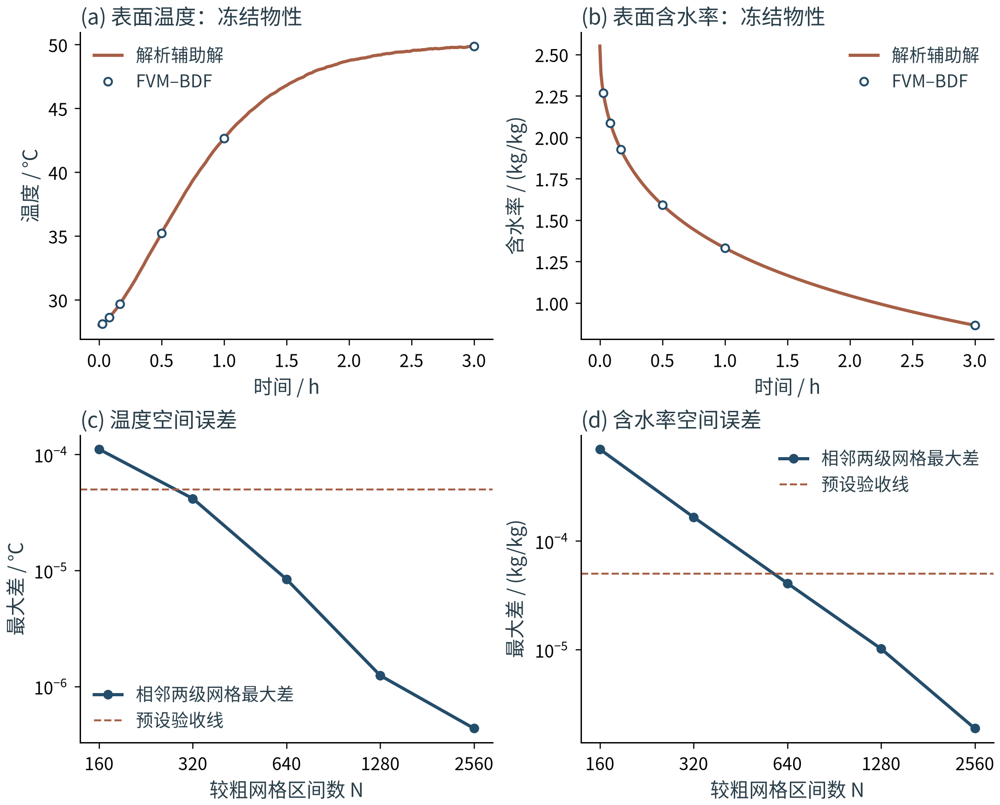 (a) 表面温度：冻结物性
解析辅助解
FVM–BDF
50
45
40
35
30
温度 / °C
0.0 0.5 1.0 1.5 2.0 2.5 3.0
时间 / h
(b) 表面含水率：冻结物性
解析辅助解
FVM–BDF
2.50
2.25
2.00
1.75
1.50
1.25
1.00
含水率 / (kg/kg)
0.0 0.5 1.0 1.5 2.0 2.5 3.0
时间 / h
(c) 温度空间误差
10⁻⁴
10⁻⁵
10⁻⁶
最大差 / °C
相邻两级网格最大差
预设验收线
160 320 640 1280 2560
较粗网格区间数 N
(d) 含水率空间误差
相邻两级网格最大差
预设验收线
10⁻⁴
10⁻⁵
最大差 / (kg/kg)
160 320 640 1280 2560
较粗网格区间数 N